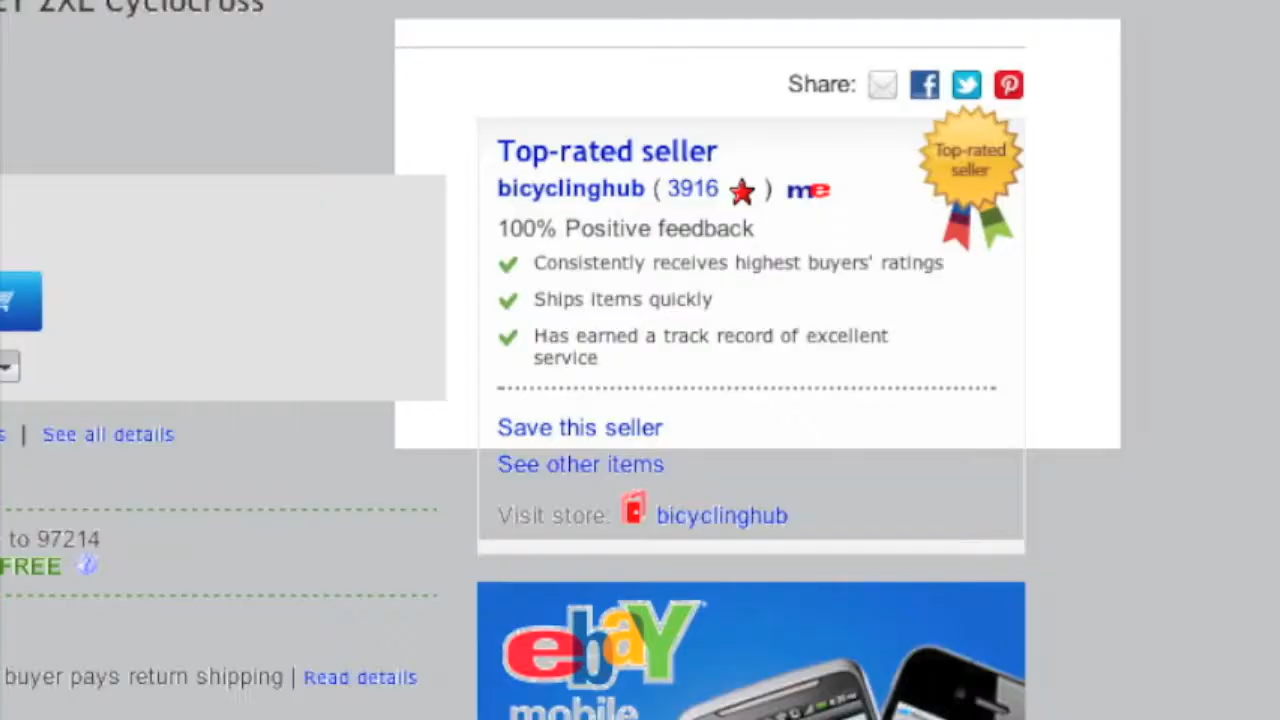 ZXL Cyclocross
Share:
Top-rated seller
Top-rated
seller
bicyclinghub ( 3916 ) me
100% Positive feedback
Consistently receives highest buyers' ratings
Ships items quickly
Has earned a track record of excellent
service
s | See all details
Save this seller
See other items
Visit store: bicyclinghub
to 97214
FREE ?
buyer pays return shipping | Read details
ebay
mobile